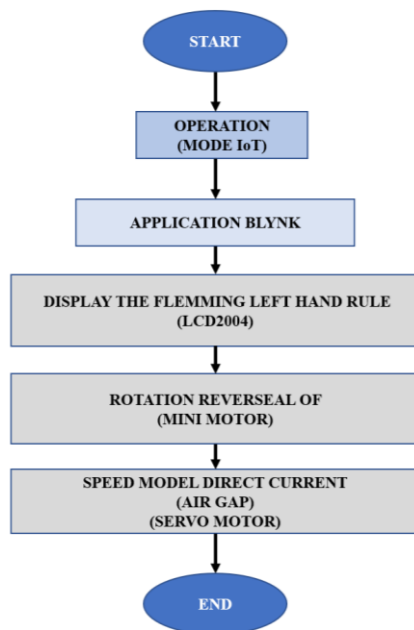 START
OPERATION
(MODE IoT)
APPLICATION BLYNK
DISPLAY THE FLEMMING LEFT HAND RULE
(LCD2004)
ROTATION REVERSEAL OF
(MINI MOTOR)
SPEED MODEL DIRECT CURRENT
(AIR GAP)
(SERVO MOTOR)
END